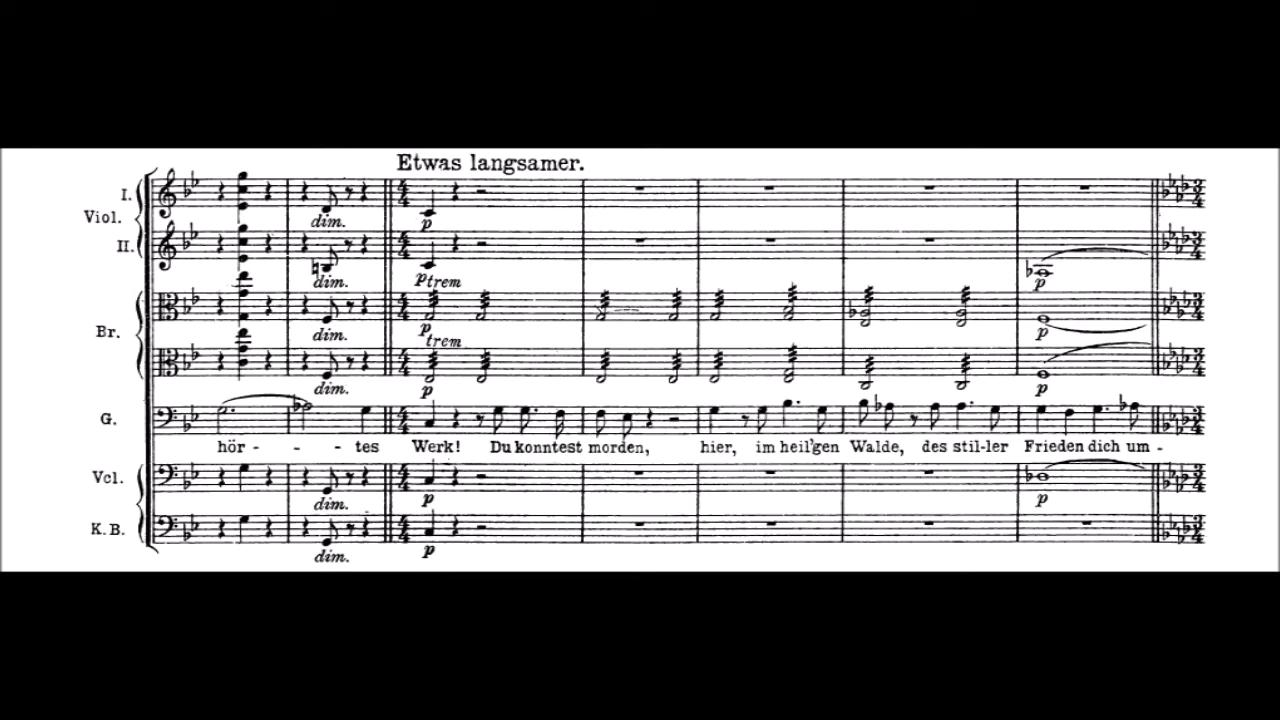 Etwas langsamer.
I.
Viol.
dim.
p
II.
dim.
p trem
Br.
dim.
p
trem
p
dim.
p
p
G.
hör - - - tes Werk! Du konntest morden, hier, im heil'gen Walde, des stil-ler Frieden dich um -
Vcl.
dim.
p
p
K.B.
dim.
p